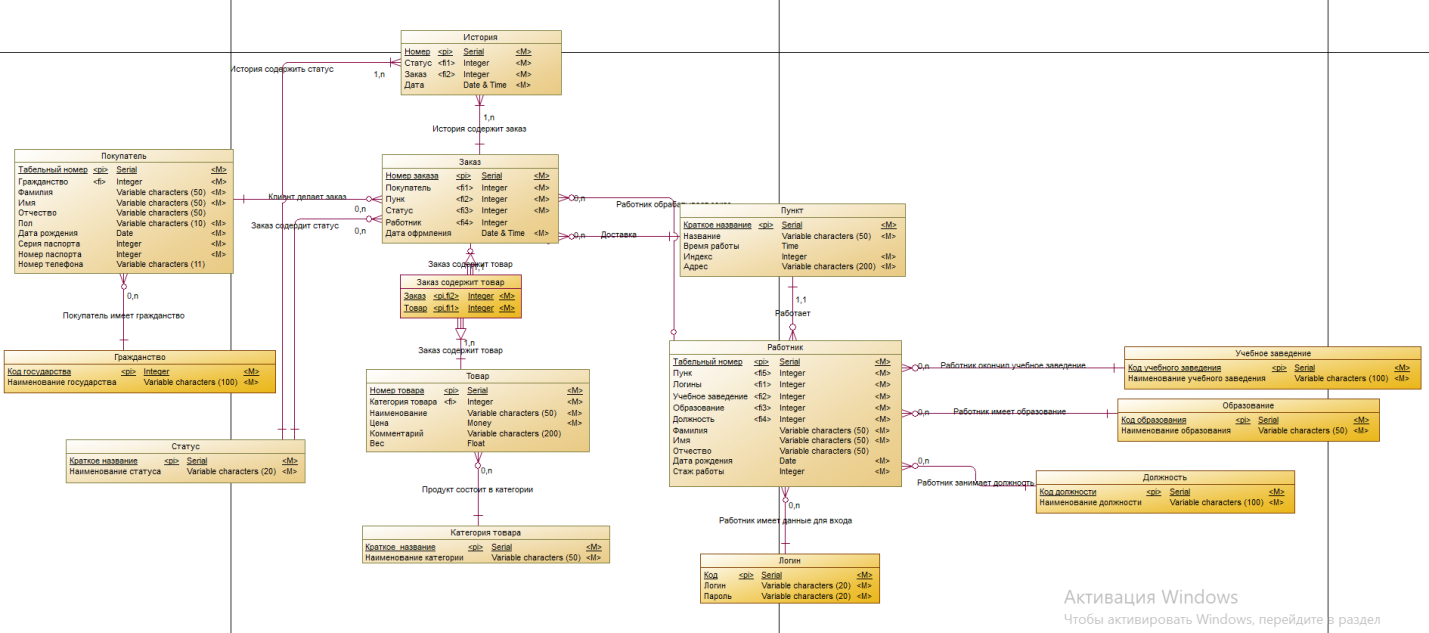 История
Номер <pi> Serial <M>
Статус <fi1> Integer <M>
Заказ <fi2> Integer <M>
Дата Date & Time <M>
История содержить статус
1,n
1,n
История содержит заказ
Покупатель
Табельный номер <pi> Serial <M>
Гражданство <fi> Integer <M>
Фамилия Variable characters (50) <M>
Имя Variable characters (50) <M>
Отчество Variable characters (50)
Пол Variable characters (10) <M>
Дата рождения Date <M>
Серия паспорта Integer <M>
Номер паспорта Integer <M>
Номер телефона Variable characters (11)
Клиент делает заказ
0,n
Заказ содердит статус
0,n
Заказ
Номер заказа <pi> Serial <M>
Покупатель <fi1> Integer <M>
Пунк <fi2> Integer <M>
Статус <fi3> Integer <M>
Работник <fi4> Integer
Дата офрмления Date & Time <M>
0,n
Работник обрабатывает заказ
0,n
Доставка
Пункт
Краткое название <pi> Serial <M>
Название Variable characters (50) <M>
Время работы Time
Индекс Integer <M>
Адрес Variable characters (200) <M>
Заказ содержит товар
1,1
Заказ содержит товар
Заказ <pi,fi2> Integer <M>
Товар <pi,fi1> Integer <M>
0,n
Покупатель имеет гражданство
1,1
Работает
1,n
Заказ содержит товар
Гражданство
Код государства <pi> Integer <M>
Наименование государства Variable characters (100) <M>
Товар
Номер товара <pi> Serial <M>
Категория товара <fi> Integer <M>
Наименование Variable characters (50) <M>
Цена Money <M>
Комментарий Variable characters (200)
Вес Float
Работник
Табельный номер <pi> Serial <M>
Пунк <fi5> Integer <M>
Логины <fi1> Integer <M>
Учебное заведение <fi2> Integer <M>
Образование <fi3> Integer <M>
Должность <fi4> Integer <M>
Фамилия Variable characters (50) <M>
Имя Variable characters (50) <M>
Отчество Variable characters (50)
Дата рождения Date <M>
Стаж работы Integer <M>
0,n
Работник окончил учебное заведение
Учебное заведение
Код учебного заведения <pi> Serial <M>
Наименование учебного заведения Variable characters (100) <M>
0,n
Работник имеет образование
Образование
Код образования <pi> Serial <M>
Наименование образования Variable characters (50) <M>
0,n
Работник занимает должность
Должность
Код должности <pi> Serial <M>
Наименование должности Variable characters (100) <M>
Статус
Краткое название <pi> Serial <M>
Наименование статуса Variable characters (20) <M>
0,n
Продукт состоит в категории
0,n
Работник имеет данные для входа
Категория товара
Краткое название <pi> Serial <M>
Наименование категории Variable characters (50) <M>
Логин
Код <pi> Serial <M>
Логин Variable characters (20) <M>
Пароль Variable characters (20) <M>
Активация Windows
Чтобы активировать Windows, перейдите в раздел